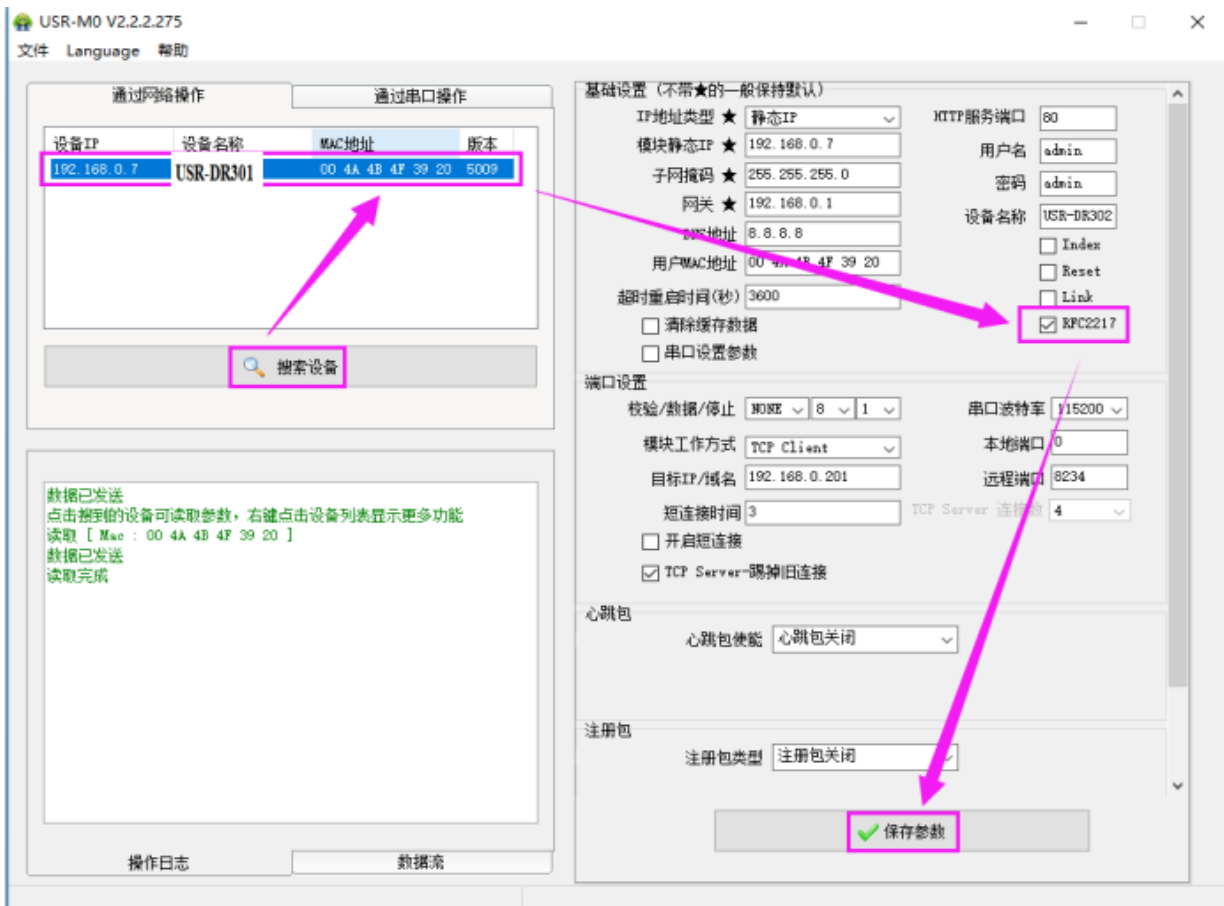 USR-M0 V2.2.2.275
文件 Language 帮助
通过网络操作 通过串口操作
设备IP 设备名称 MAC地址 版本
192.168.0.7 USR-DR301 00 4A 4B 4F 39 20 5009
搜索设备
数据已发送
点击搜到的设备可读取参数，右键点击设备列表显示更多功能
读取 [ Mac : 00 4A 4B 4F 39 20 ]
数据已发送
读取完成
操作日志 数据流
基础设置（不带★的一般保持默认）
IP地址类型 ★ 静态IP
模块静态IP ★ 192.168.0.7
子网掩码 ★ 255.255.255.0
网关 ★ 192.168.0.1
DNS地址 8.8.8.8
用户MAC地址 00 4A 4B 4F 39 20
超时重启时间(秒) 3600
清除缓存数据
串口设置参数
HTTP服务端口 80
用户名 admin
密码 admin
设备名称 USR-DR302
Index
Reset
Link
RFC2217
端口设置
校验/数据/停止 NONE 8 1 串口波特率 115200
模块工作方式 TCP Client 本地端口 0
目标IP/域名 192.168.0.201 远程端口 8234
短连接时间 3 TCP Server 连接数 4
开启短连接
TCP Server-踢掉旧连接
心跳包
心跳包使能 心跳包关闭
注册包
注册包类型 注册包关闭
保存参数